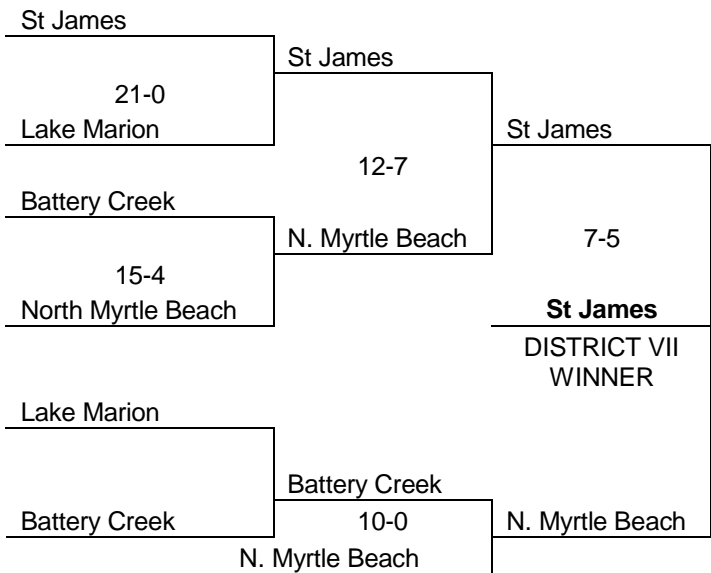 St James
St James
21-0
Lake Marion
St James
12-7
Battery Creek
N. Myrtle Beach
7-5
15-4
North Myrtle Beach
St James
DISTRICT VII
WINNER
Lake Marion
Battery Creek
Battery Creek
10-0
N. Myrtle Beach
N. Myrtle Beach